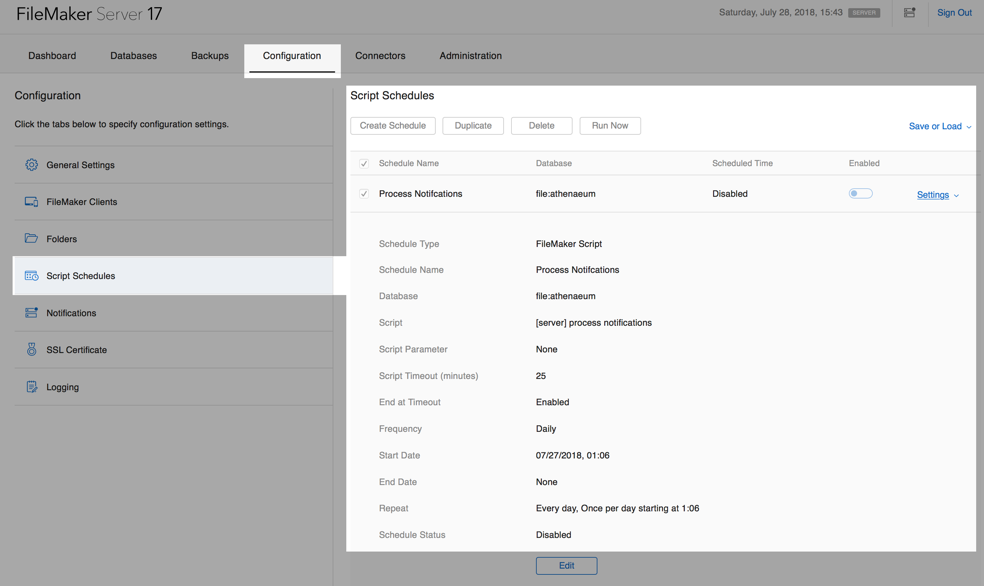 FileMaker Server 17
Saturday, July 28, 2018, 15:43 SERVER Sign Out
Dashboard Databases Backups Configuration Connectors Administration
Configuration
Click the tabs below to specify configuration settings.
General Settings
FileMaker Clients
Folders
Script Schedules
Notifications
SSL Certificate
Logging
Script Schedules
Create Schedule Duplicate Delete Run Now Save or Load
Schedule Name Database Scheduled Time Enabled
Process Notifcations file:athenaeum Disabled Settings
Schedule Type FileMaker Script
Schedule Name Process Notifcations
Database file:athenaeum
Script [server] process notifications
Script Parameter None
Script Timeout (minutes) 25
End at Timeout Enabled
Frequency Daily
Start Date 07/27/2018, 01:06
End Date None
Repeat Every day, Once per day starting at 1:06
Schedule Status Disabled
Edit